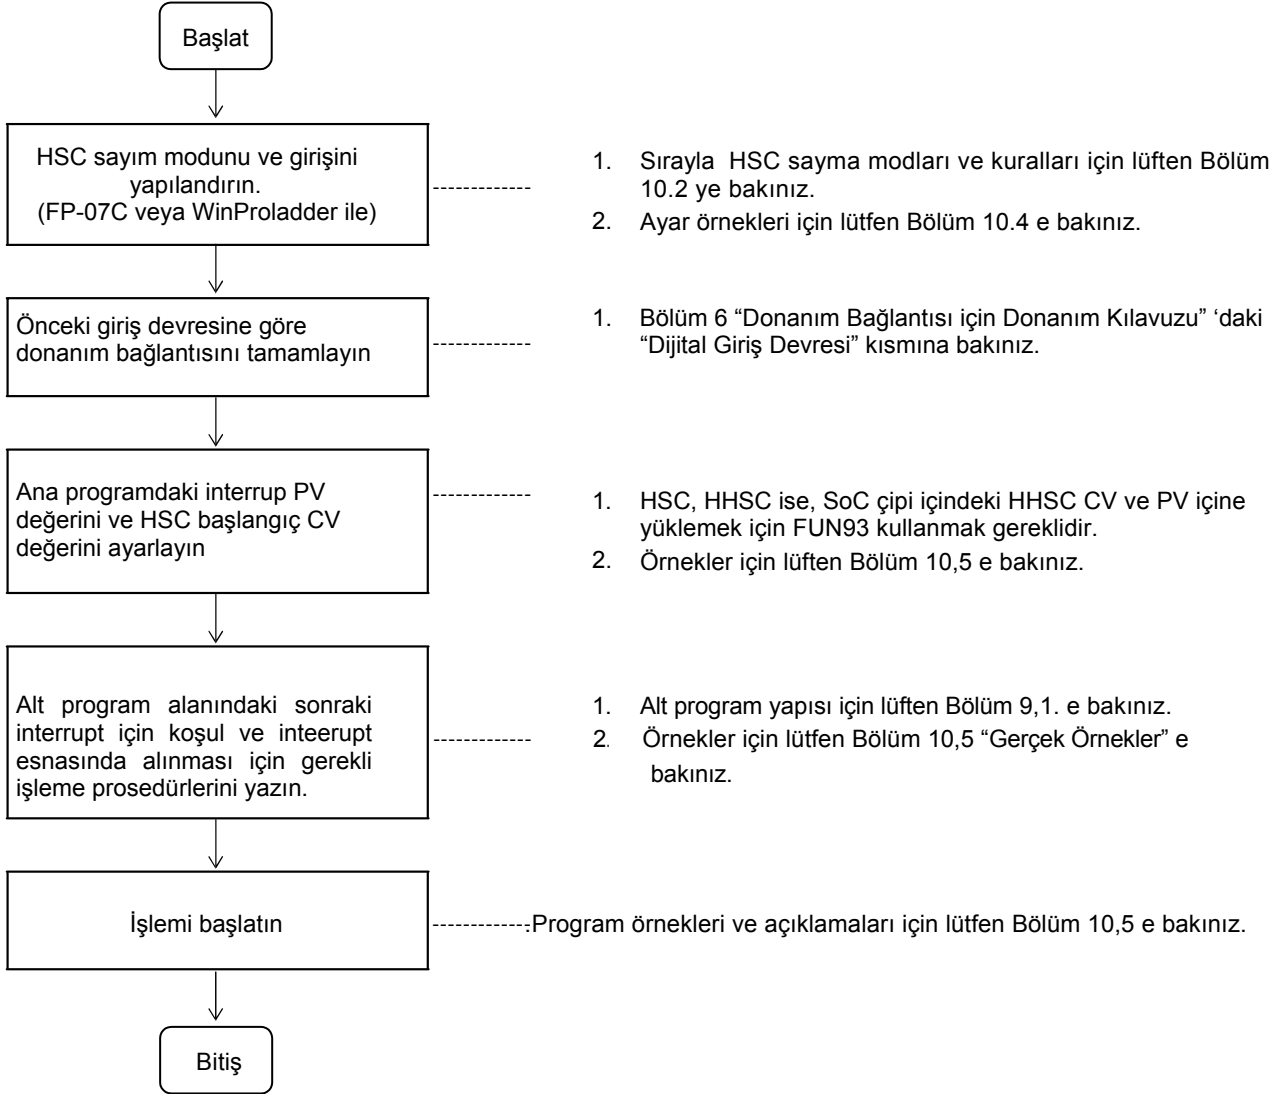 Başlat
HSC sayım modunu ve girişini
yapılandırın.
(FP-07C veya WinProladder ile)
1. Sırayla HSC sayma modları ve kuralları için lüften Bölüm
10.2 ye bakınız.
2. Ayar örnekleri için lütfen Bölüm 10.4 e bakınız.
Önceki giriş devresine göre
donanım bağlantısını tamamlayın
1. Bölüm 6 “Donanım Bağlantısı için Donanım Kılavuzu” ‘daki
“Dijital Giriş Devresi” kısmına bakınız.
Ana programdaki interrup PV
değerini ve HSC başlangıç CV
değerini ayarlayın
1. HSC, HHSC ise, SoC çipi içindeki HHSC CV ve PV içine
yüklemek için FUN93 kullanmak gereklidir.
2. Örnekler için lüften Bölüm 10,5 e bakınız.
Alt program alanındaki sonraki
interrupt için koşul ve inteerupt
esnasında alınması için gerekli
işleme prosedürlerini yazın.
1. Alt program yapısı için lüften Bölüm 9,1. e bakınız.
2. Örnekler için lütfen Bölüm 10,5 “Gerçek Örnekler” e
bakınız.
İşlemi başlatın
.Program örnekleri ve açıklamaları için lütfen Bölüm 10,5 e bakınız.
Bitiş